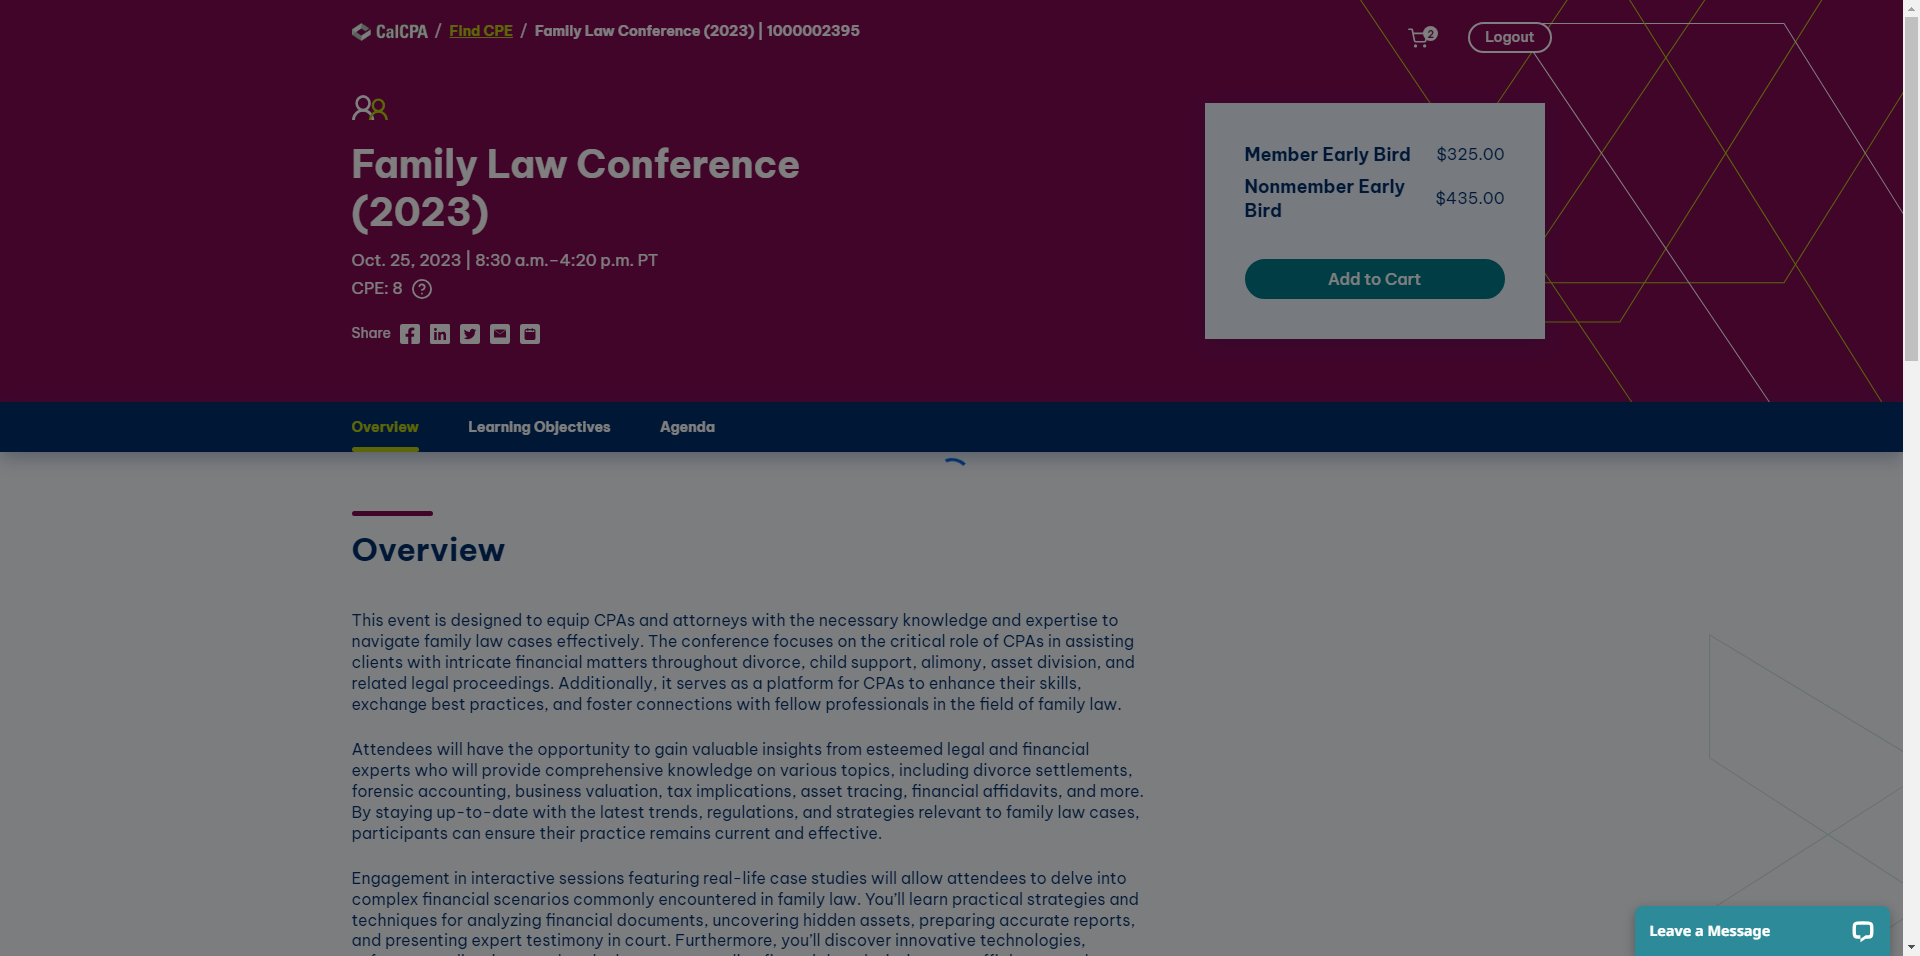 CalCPA / Find CPE / Family Law Conference (2023) | 1000002395
2
Logout
Family Law Conference
(2023)
Oct. 25, 2023 | 8:30 a.m.–4:20 p.m. PT
CPE: 8 ?
Share
Member Early Bird $325.00
Nonmember Early
Bird
$435.00
Add to Cart
Overview Learning Objectives Agenda
Overview
This event is designed to equip CPAs and attorneys with the necessary knowledge and expertise to
navigate family law cases effectively. The conference focuses on the critical role of CPAs in assisting
clients with intricate financial matters throughout divorce, child support, alimony, asset division, and
related legal proceedings. Additionally, it serves as a platform for CPAs to enhance their skills,
exchange best practices, and foster connections with fellow professionals in the field of family law.
Attendees will have the opportunity to gain valuable insights from esteemed legal and financial
experts who will provide comprehensive knowledge on various topics, including divorce settlements,
forensic accounting, business valuation, tax implications, asset tracing, financial affidavits, and more.
By staying up-to-date with the latest trends, regulations, and strategies relevant to family law cases,
participants can ensure their practice remains current and effective.
Engagement in interactive sessions featuring real-life case studies will allow attendees to delve into
complex financial scenarios commonly encountered in family law. You’ll learn practical strategies and
techniques for analyzing financial documents, uncovering hidden assets, preparing accurate reports,
and presenting expert testimony in court. Furthermore, you’ll discover innovative technologies,
Leave a Message